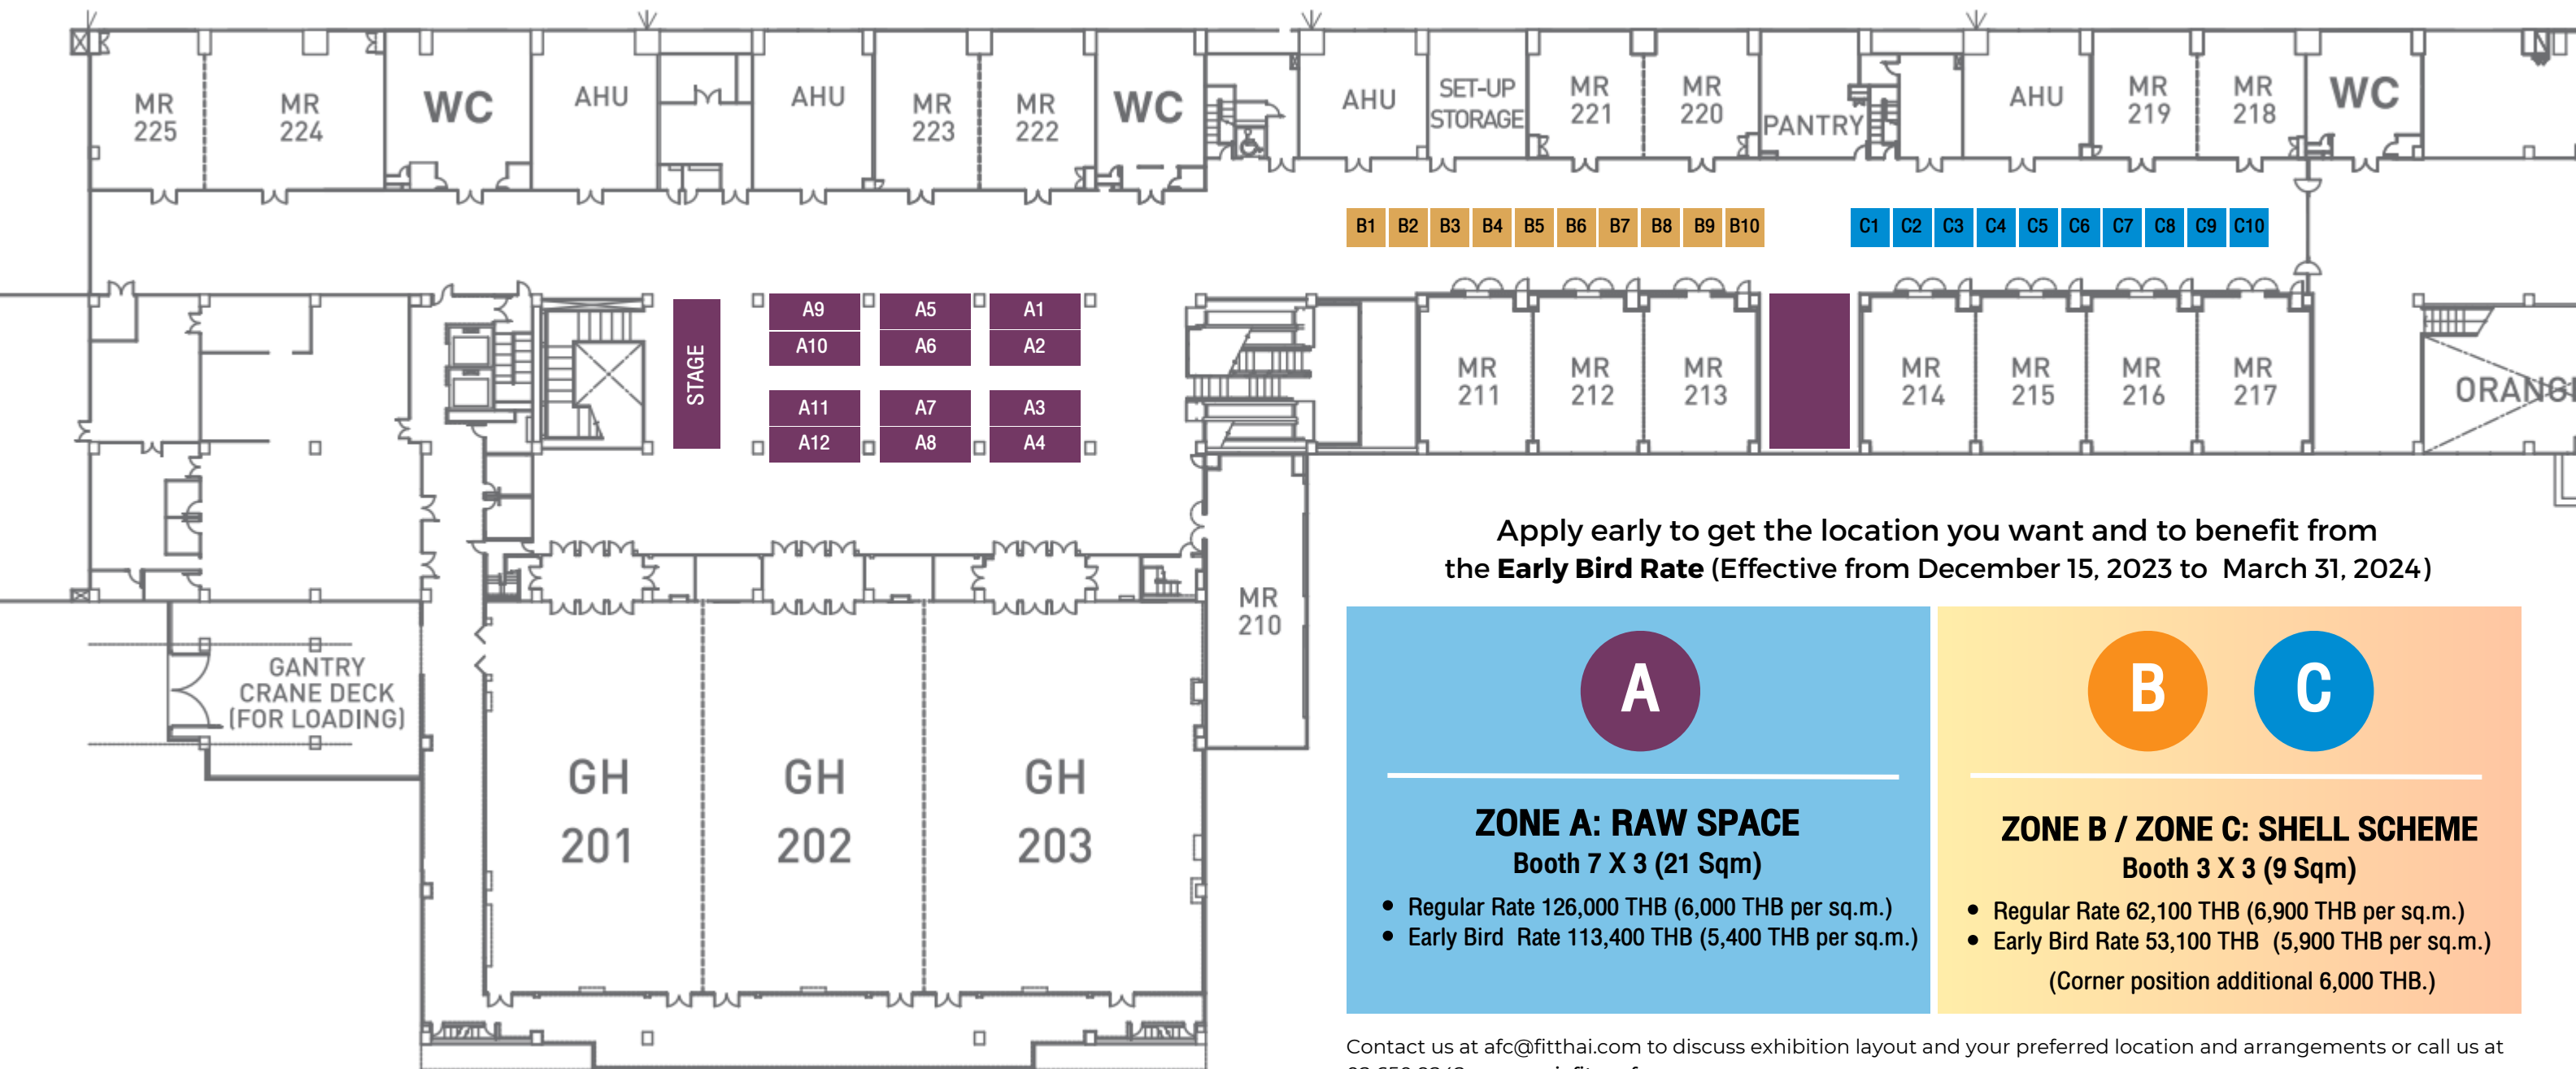 MR
225
MR
224
WC
AHU
AHU
MR
223
MR
222
WC
AHU
SET-UP
STORAGE
MR
221
MR
220
PANTRY
AHU
MR
219
MR
218
WC
B1 B2 B3 B4 B5 B6 B7 B8 B9 B10
C1 C2 C3 C4 C5 C6 C7 C8 C9 C10
STAGE
A9 A5 A1
A10 A6 A2
A11 A7 A3
A12 A8 A4
MR
211
MR
212
MR
213
MR
214
MR
215
MR
216
MR
217
MR
210
GANTRY
CRANE DECK
(FOR LOADING)
GH
201
GH
202
GH
203
Apply early to get the location you want and to benefit from
the Early Bird Rate (Effective from December 15, 2023 to March 31, 2024)
A
ZONE A: RAW SPACE
Booth 7 X 3 (21 Sqm)
• Regular Rate 126,000 THB (6,000 THB per sq.m.)
• Early Bird Rate 113,400 THB (5,400 THB per sq.m.)
B C
ZONE B / ZONE C: SHELL SCHEME
Booth 3 X 3 (9 Sqm)
• Regular Rate 62,100 THB (6,900 THB per sq.m.)
• Early Bird Rate 53,100 THB (5,900 THB per sq.m.)
(Corner position additional 6,000 THB.)
Contact us at afc@fitthai.com to discuss exhibition layout and your preferred location and arrangements or call us at